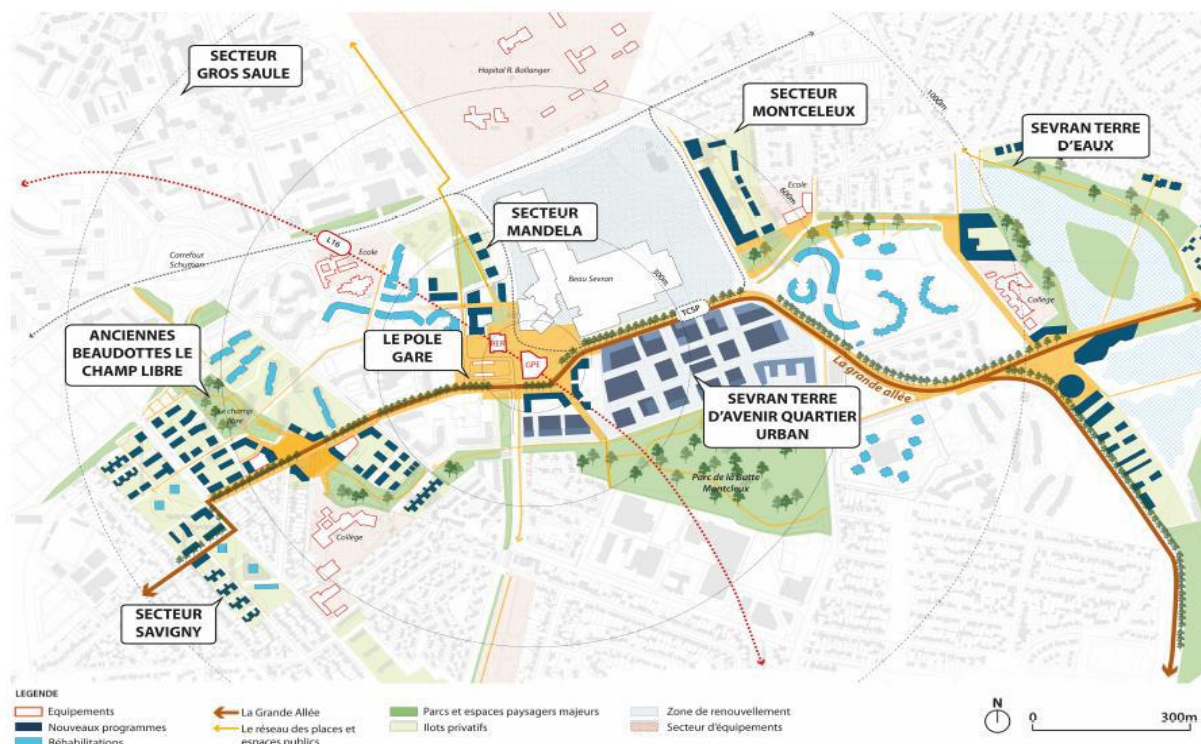 SECTEUR
GROS SAULE
Hopital R. Ballanger
SECTEUR
MONTCELEUX
1000m
SEVRAN TERRE
D'EAUX
Ecole
600m
L16
Ecole
SECTEUR
MANDELA
Carrefour
Schuman
Beau Sevran
300m
College
TCSP
ANCIENNES
BEAUDOTTES LE
CHAMP LIBRE
LE POLE
GARE
RER
GPE
La grande allée
SEVRAN TERRE
D'AVENIR QUARTIER
URBAN
Le champ
libre
Parc de la Butte
Montceleux
Collège
SECTEUR
SAVIGNY
LEGENDE
Equipements
Nouveaux programmes
Réhabilitations
La Grande Allée
Le réseau des places et
espaces publics
Parcs et espaces paysagers majeurs
Ilots privatifs
Zone de renouvellement
Secteur d'équipements
N
0 300m